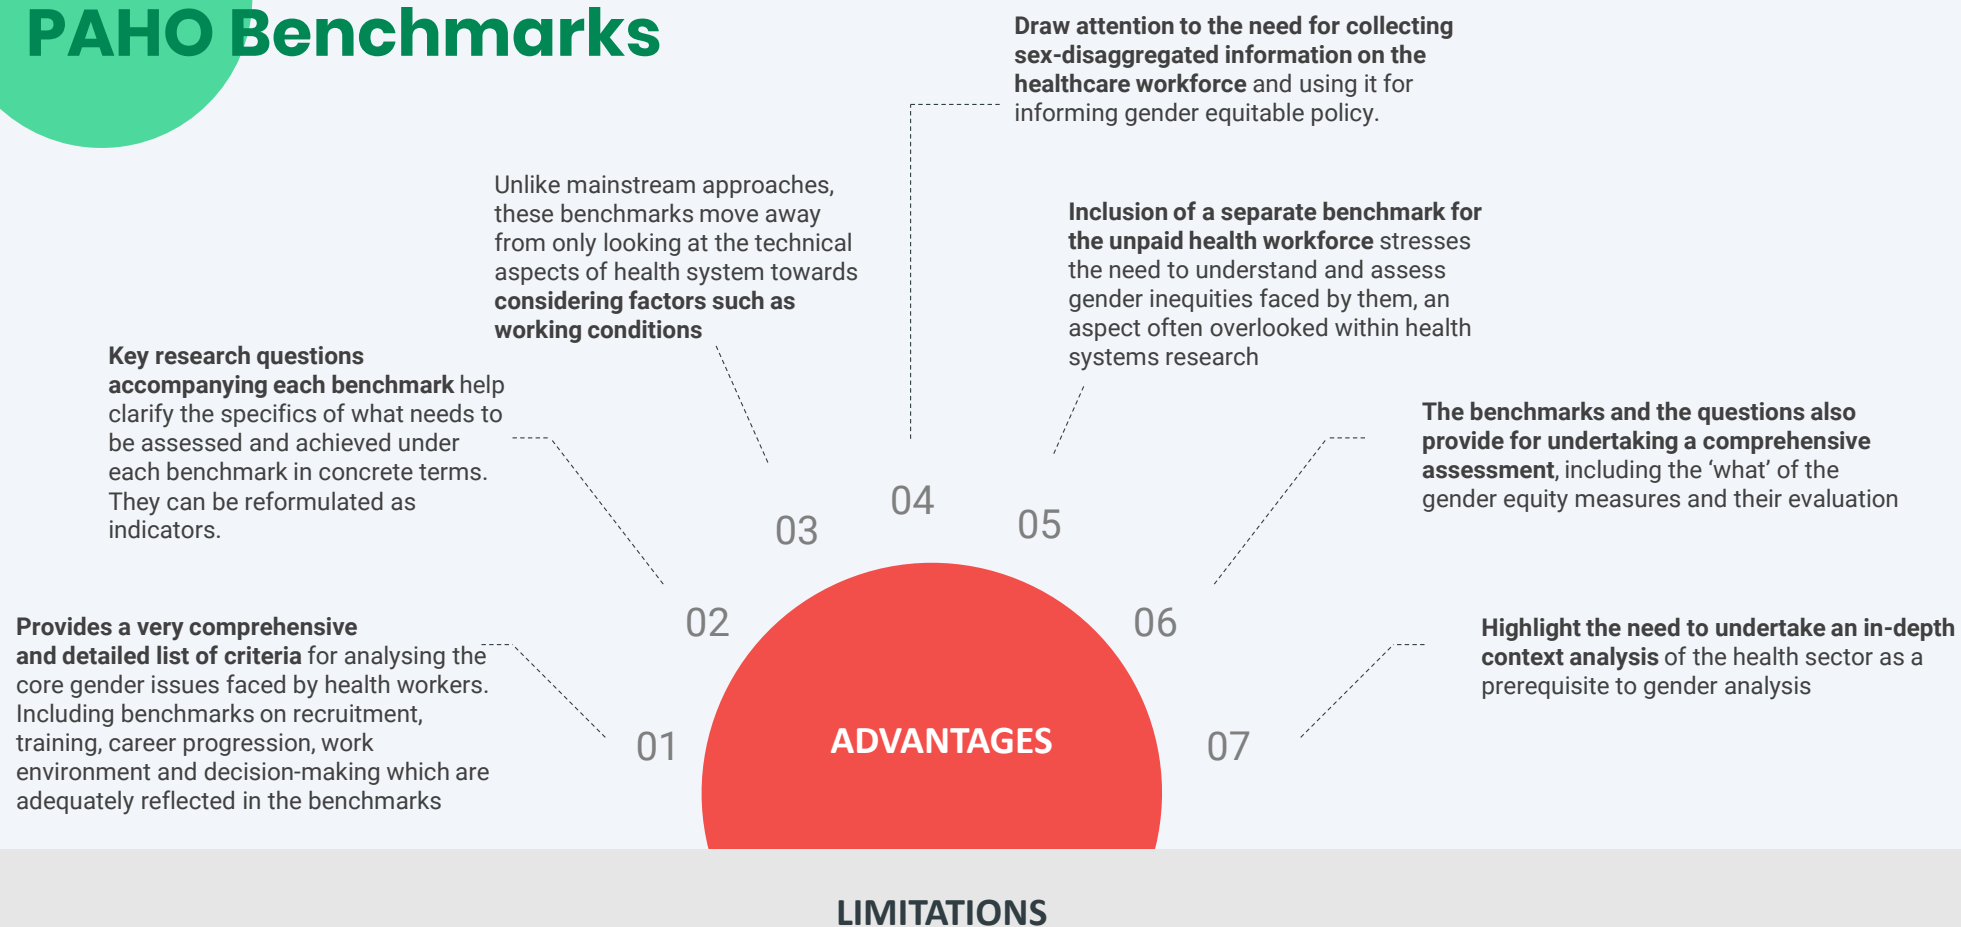 PAHO Benchmarks
Draw attention to the need for collecting
sex-disaggregated information on the
healthcare workforce and using it for
informing gender equitable policy.
Unlike mainstream approaches,
these benchmarks move away
from only looking at the technical
aspects of health system towards
considering factors such as
working conditions
Inclusion of a separate benchmark for
the unpaid health workforce stresses
the need to understand and assess
gender inequities faced by them, an
aspect often overlooked within health
systems research
Key research questions
accompanying each benchmark help
clarify the specifics of what needs to
be assessed and achieved under
each benchmark in concrete terms.
They can be reformulated as
indicators.
The benchmarks and the questions also
provide for undertaking a comprehensive
assessment, including the ‘what’ of the
gender equity measures and their evaluation
04
05
03
02
06
Provides a very comprehensive
and detailed list of criteria for analysing the
core gender issues faced by health workers.
Including benchmarks on recruitment,
training, career progression, work
environment and decision-making which are
adequately reflected in the benchmarks
Highlight the need to undertake an in-depth
context analysis of the health sector as a
prerequisite to gender analysis
01
ADVANTAGES
07
LIMITATIONS